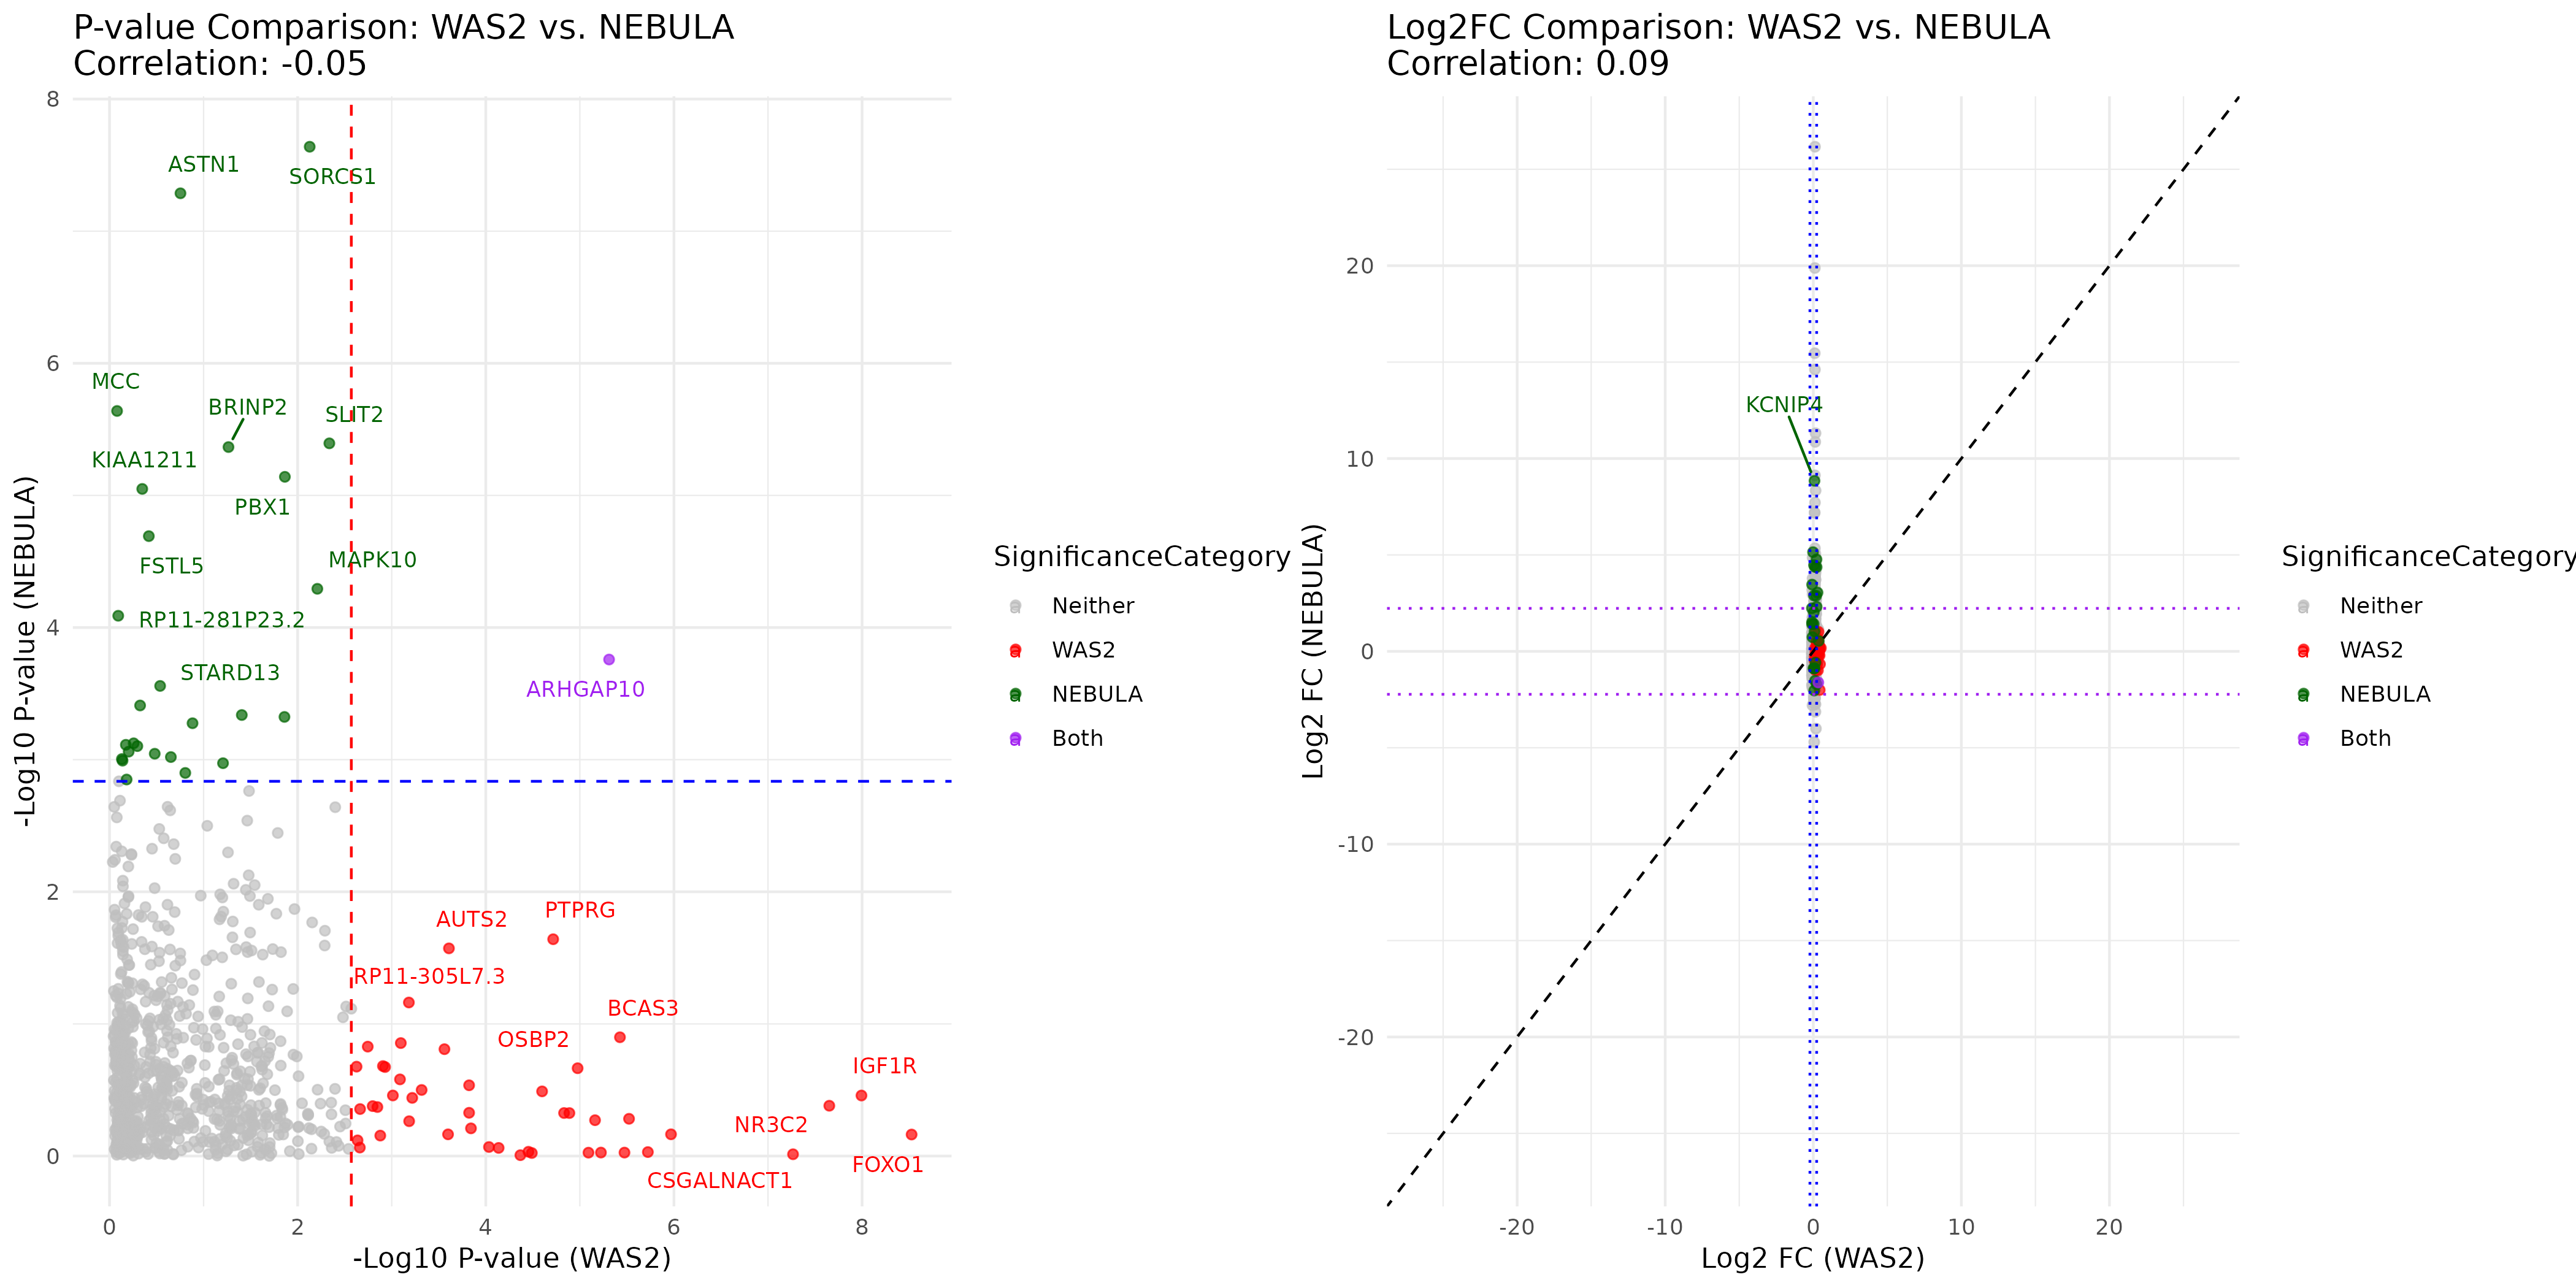 P-value Comparison: WAS2 vs. NEBULA
Correlation: -0.05
8
6
4
2
0
-Log10 P-value (NEBULA)
ASTN1
SORCS1
MCC
BRINP2
SLIT2
KIAA1211
PBX1
FSTL5
MAPK10
RP11-281P23.2
STARD13
ARHGAP10
AUTS2
PTPRG
RP11-305L7.3
BCAS3
OSBP2
IGF1R
NR3C2
FOXO1
CSGALNACT1
0
2
4
6
8
-Log10 P-value (WAS2)
SignificanceCategory
Neither
WAS2
NEBULA
Both
Log2FC Comparison: WAS2 vs. NEBULA
Correlation: 0.09
20
10
0
-10
-20
Log2 FC (NEBULA)
KCNIP4
-20
-10
0
10
20
Log2 FC (WAS2)
SignificanceCategory
Neither
WAS2
NEBULA
Both